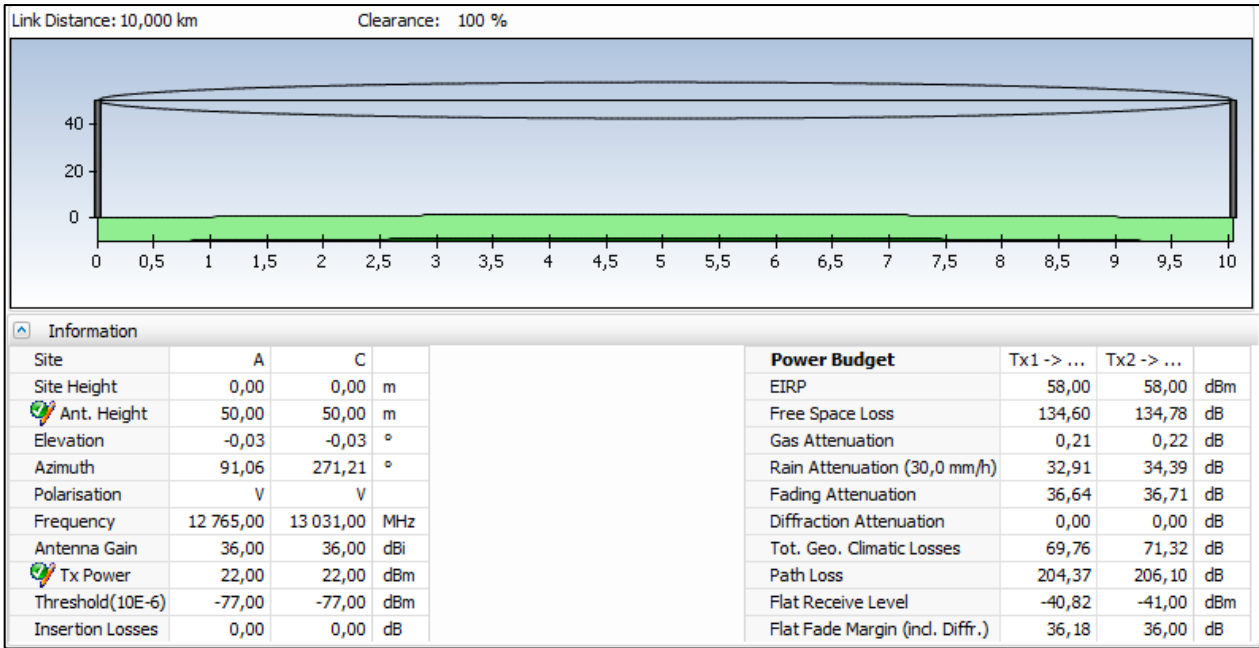 Link Distance: 10,000 km Clearance: 100 %
40
20
0
0 0,5 1 1,5 2 2,5 3 3,5 4 4,5 5 5,5 6 6,5 7 7,5 8 8,5 9 9,5 10
Information
Site A C Power Budget Tx1 -> ... Tx2 -> ...
Site Height 0,00 0,00 m EIRP 58,00 58,00 dBm
Ant. Height 50,00 50,00 m Free Space Loss 134,60 134,78 dB
Elevation -0,03 -0,03 ° Gas Attenuation 0,21 0,22 dB
Azimuth 91,06 271,21 ° Rain Attenuation (30,0 mm/h) 32,91 34,39 dB
Polarisation V V Fading Attenuation 36,64 36,71 dB
Frequency 12 765,00 13 031,00 MHz Diffraction Attenuation 0,00 0,00 dB
Antenna Gain 36,00 36,00 dBi Tot. Geo. Climatic Losses 69,76 71,32 dB
Tx Power 22,00 22,00 dBm Path Loss 204,37 206,10 dB
Threshold(10E-6) -77,00 -77,00 dBm Flat Receive Level -40,82 -41,00 dBm
Insertion Losses 0,00 0,00 dB Flat Fade Margin (incl. Diffr.) 36,18 36,00 dB